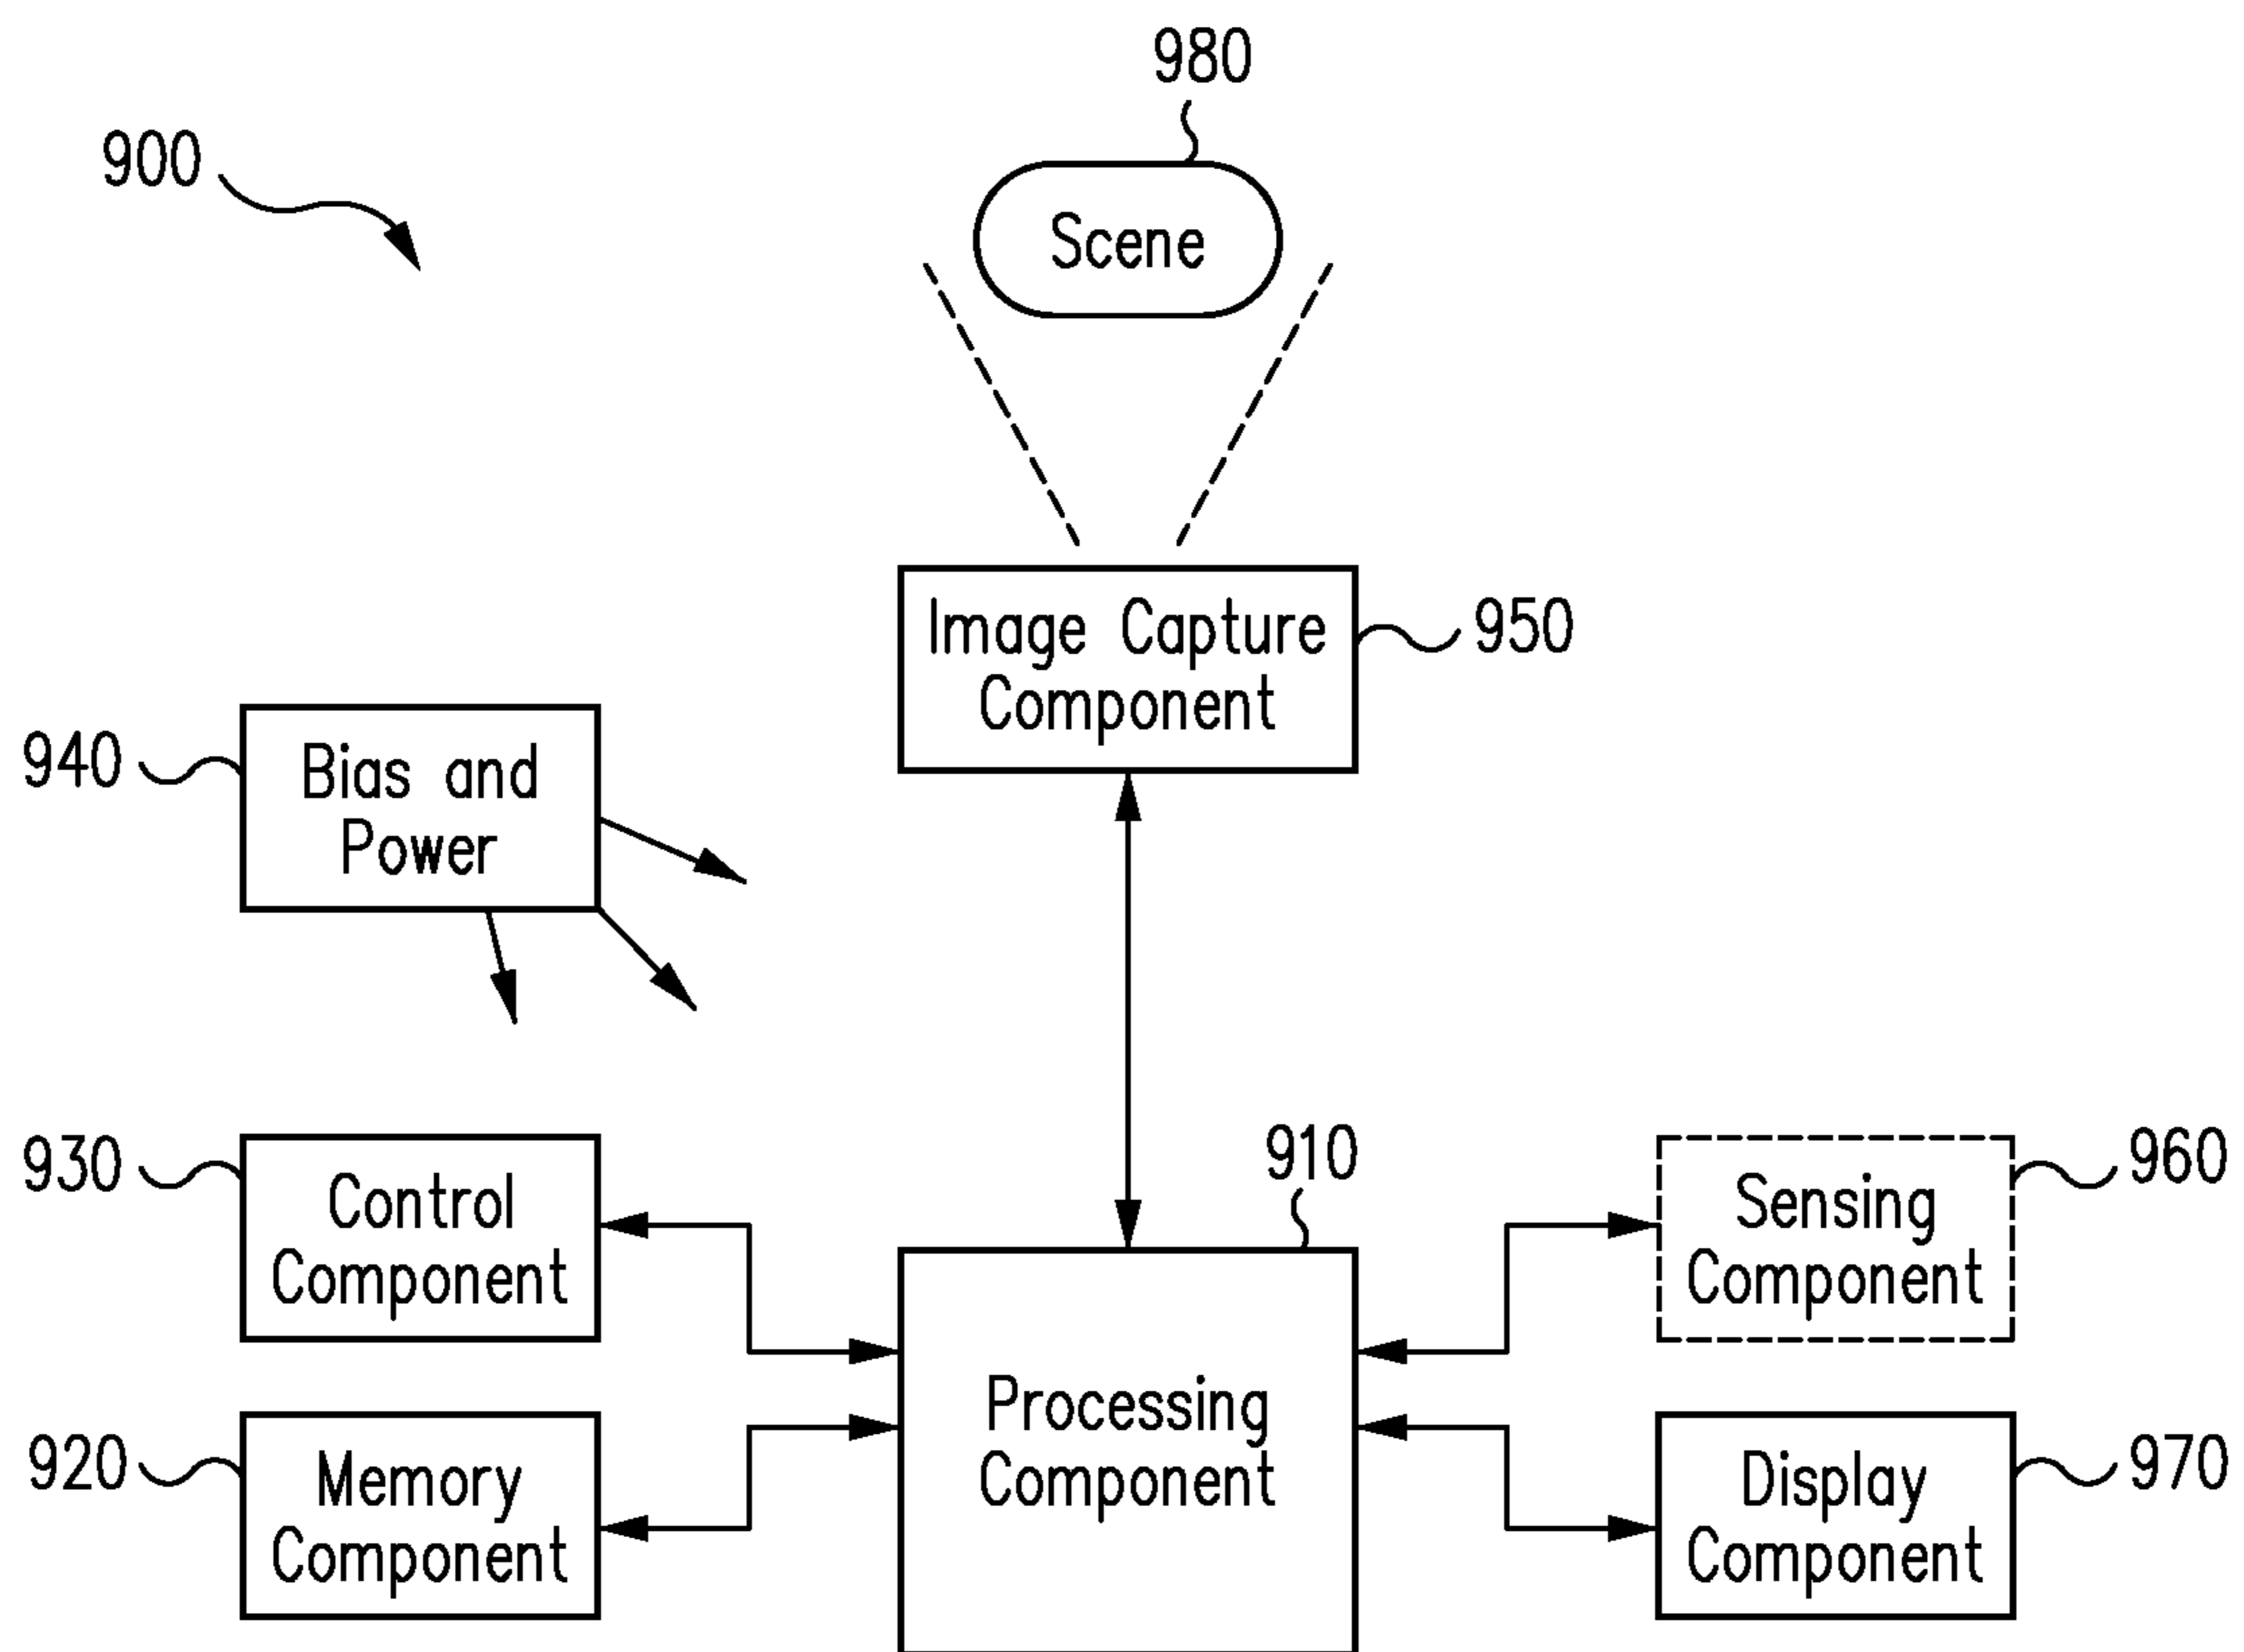 980
900
Scene
Image Capture
Component
950
940
Bias and
Power
930
Control
Component
910
960
Sensing
Component
920
Memory
Component
Processing
Component
970
Display
Component